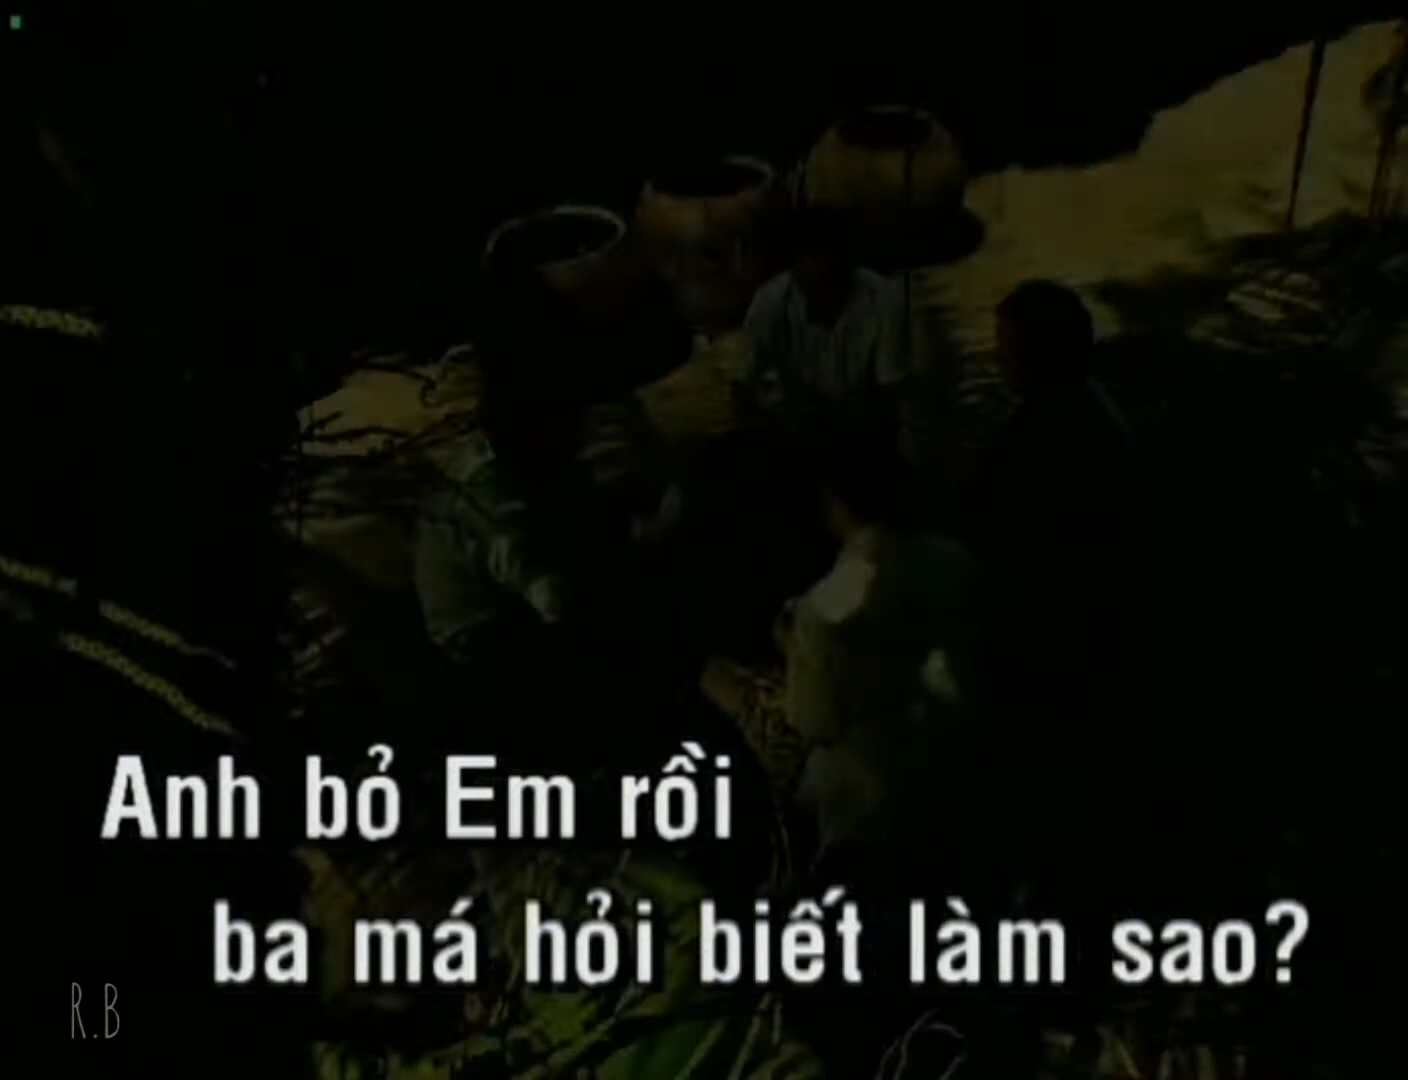 Anh bỏ Em rồi
ba má hỏi biết làm sao?
R.B